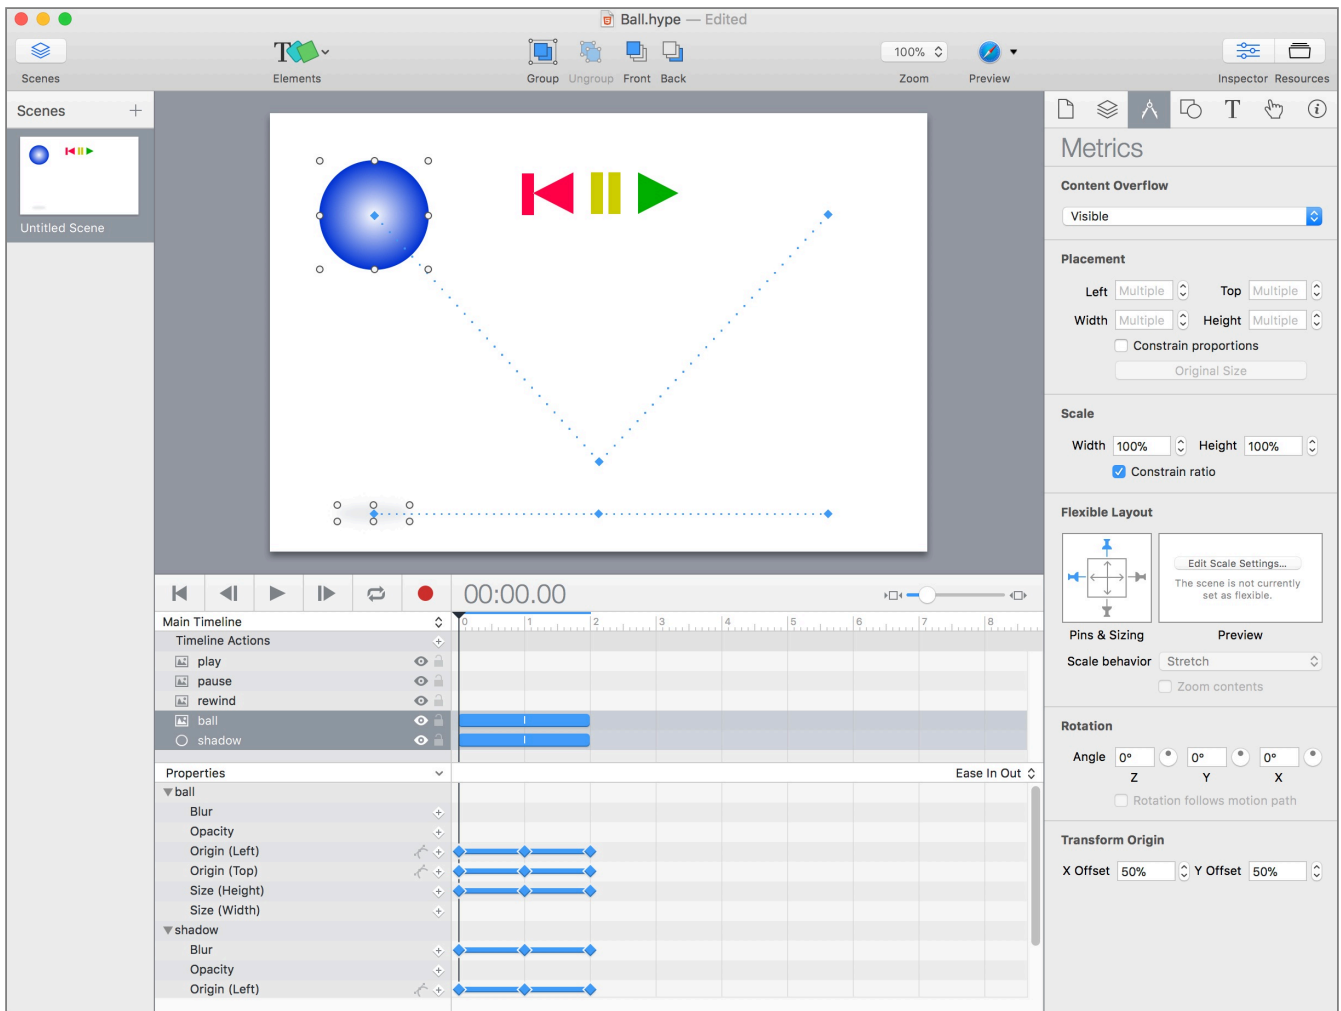 Ball.hype — Edited
Scenes
Elements
Group Ungroup Front Back
100%
Zoom
Preview
Inspector Resources
Scenes +
Untitled Scene
Metrics
Content Overflow
Visible
Placement
Left Multiple Top Multiple
Width Multiple Height Multiple
Constrain proportions
Original Size
Scale
Width 100% Height 100%
Constrain ratio
Flexible Layout
Edit Scale Settings...
The scene is not currently
set as flexible.
Pins & Sizing Preview
Scale behavior Stretch
Zoom contents
Rotation
Angle 0° 0° 0°
Z Y X
Rotation follows motion path
Transform Origin
X Offset 50% Y Offset 50%
00:00.00
Main Timeline
0 1 2 3 4 5 6 7 8
Timeline Actions
play
pause
rewind
ball
shadow
Properties
Ease In Out
ball
Blur
Opacity
Origin (Left)
Origin (Top)
Size (Height)
Size (Width)
shadow
Blur
Opacity
Origin (Left)